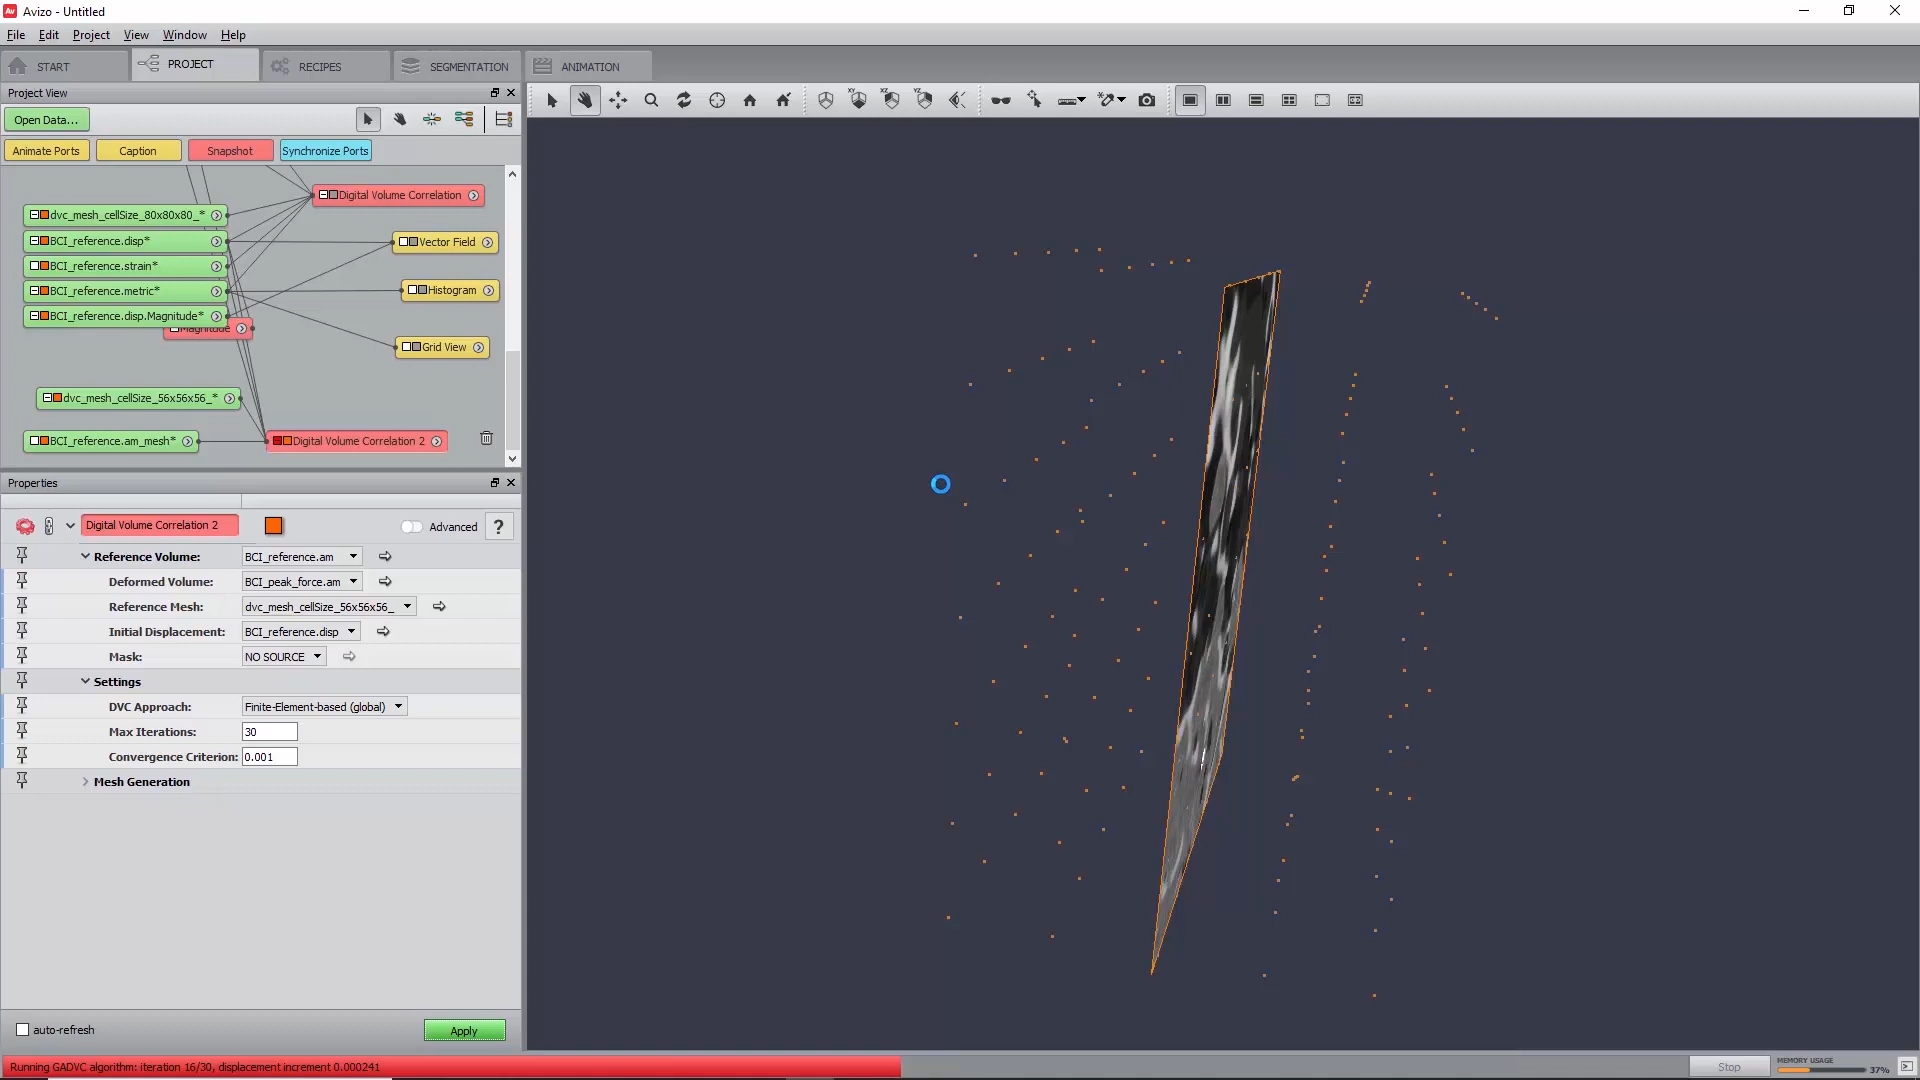 Av Avizo - Untitled
File Edit Project View Window Help
START PROJECT RECIPES SEGMENTATION ANIMATION
Project View
Open Data...
Animate Ports Caption Snapshot Synchronize Ports
XY XZ YZ
Digital Volume Correlation
dvc_mesh_cellSize_80x80x80_*
BCI_reference.disp*
Vector Field
BCI_reference.strain*
BCI_reference.metric*
Histogram
BCI_reference.disp.Magnitude*
Magnitude
Grid View
dvc_mesh_cellSize_56x56x56_*
BCI_reference.am_mesh*
Digital Volume Correlation 2
Properties
Digital Volume Correlation 2 Advanced ?
Reference Volume: BCI_reference.am
Deformed Volume: BCI_peak_force.am
Reference Mesh: dvc_mesh_cellSize_56x56x56_
Initial Displacement: BCI_reference.disp
Mask: NO SOURCE
Settings
DVC Approach: Finite-Element-based (global)
Max Iterations: 30
Convergence Criterion: 0.001
Mesh Generation
auto-refresh Apply
Running GADVC algorithm: iteration 16/30, displacement increment 0.000241
Stop MEMORY USAGE 37%